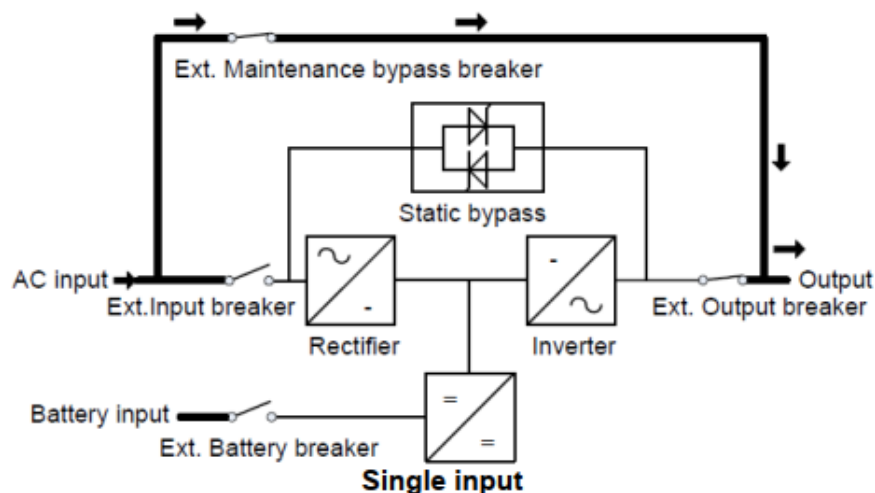 Ext. Maintenance bypass breaker
Static bypass
AC input
Output
Ext.Input breaker
Ext. Output breaker
Rectifier
Inverter
Battery input
Ext. Battery breaker
Single input